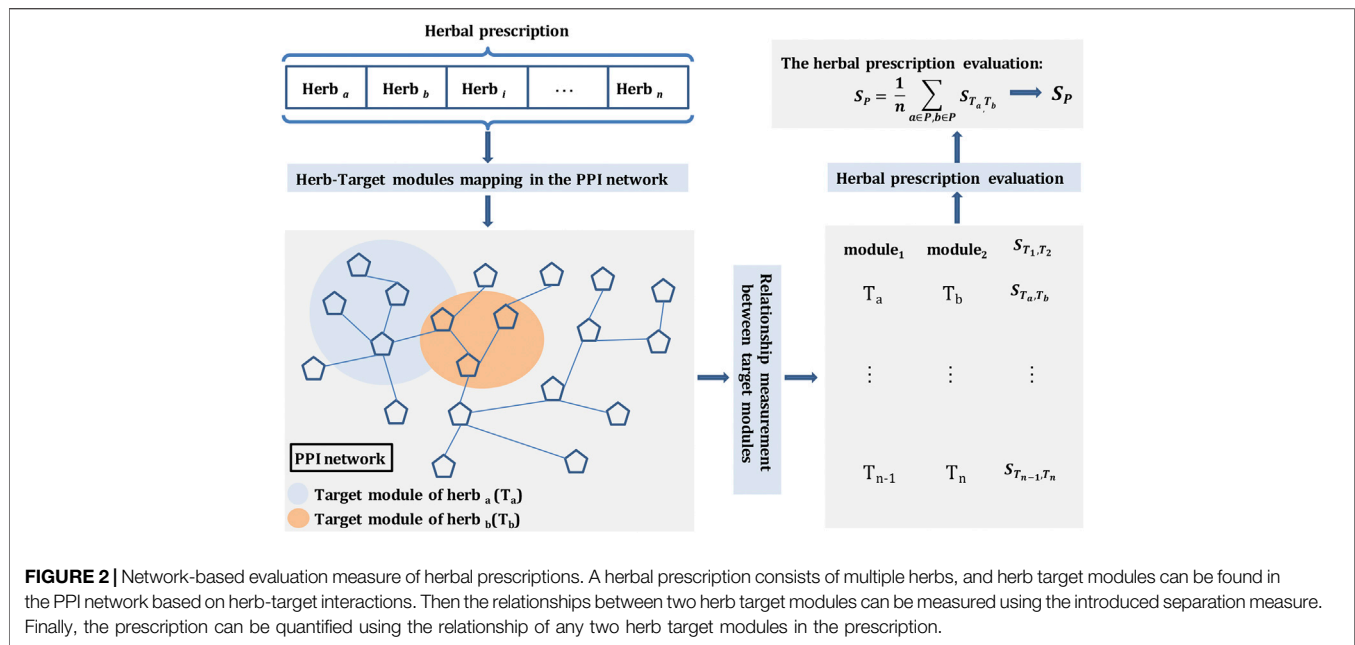 Herbal prescription
Herb a Herb b Herb i ... Herb n
Herb-Target modules mapping in the PPI network
PPI network
Target module of herb a (Ta)
Target module of herb b(Tb)
Relationship measurement
between target modules
module1 module2 ST1,T2
Ta Tb STa,Tb
⋮ ⋮ ⋮
Tn-1 Tn STn-1,Tn
Herbal prescription evaluation
The herbal prescription evaluation:
SP = 1/n ∑ a∈P,b∈P STa,Tb → SP
FIGURE 2 | Network-based evaluation measure of herbal prescriptions. A herbal prescription consists of multiple herbs, and herb target modules can be found in
the PPI network based on herb-target interactions. Then the relationships between two herb target modules can be measured using the introduced separation measure.
Finally, the prescription can be quantified using the relationship of any two herb target modules in the prescription.